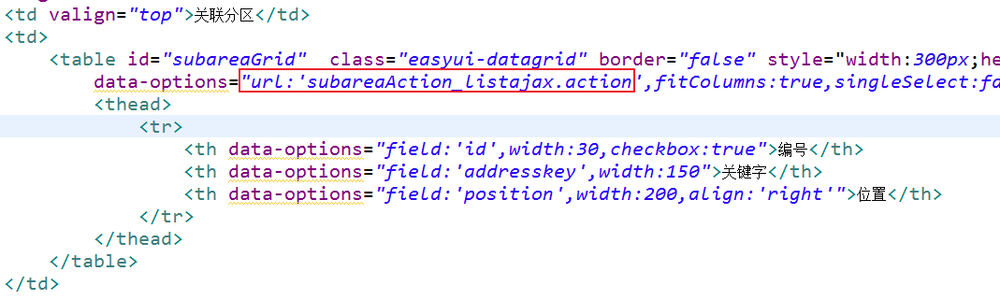 <td valign="top">关联分区</td>
<td>
<table id="subareaGrid"  class="easyui-datagrid" border="false" style="width:300px;he
data-options="url:'subareaAction_listajax.action',fitColumns:true,singleSelect:fa
<thead>
<tr>
<th data-options="field:'id',width:30,checkbox:true">编号</th>
<th data-options="field:'addresskey',width:150">关键字</th>
<th data-options="field:'position',width:200,align:'right'">位置</th>
</tr>
</thead>
</table>
</td>